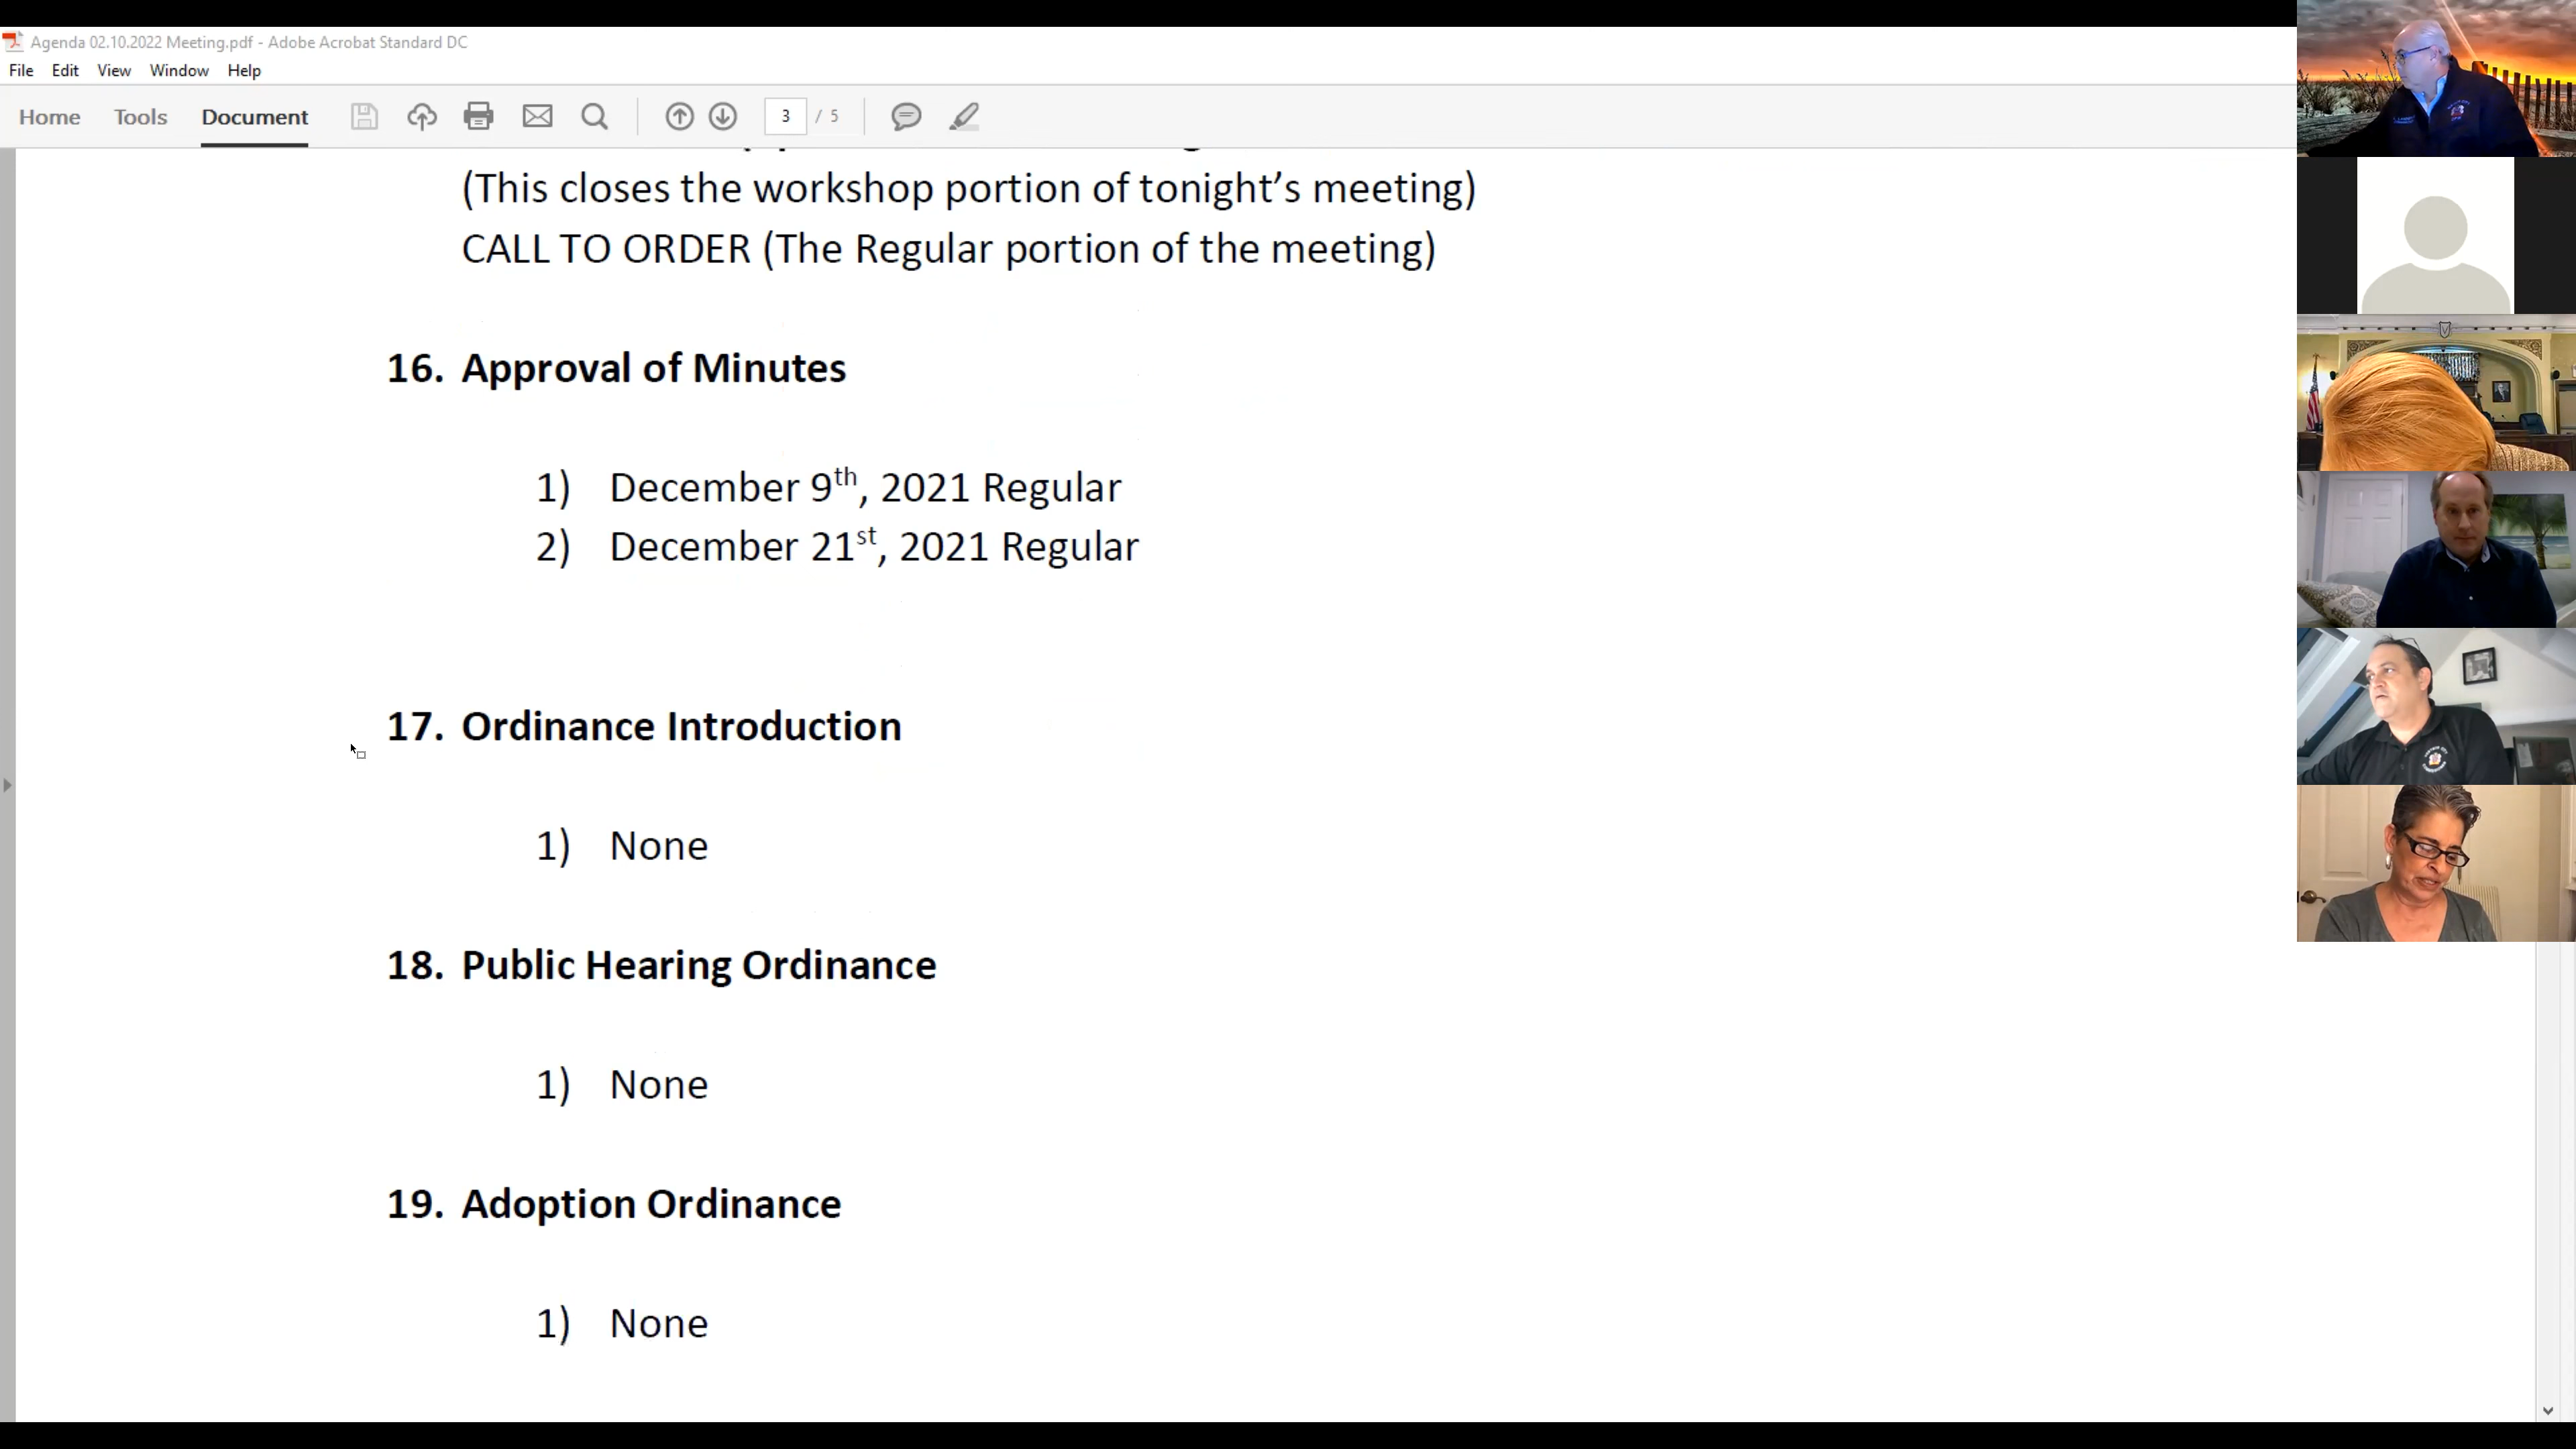 Agenda 02.10.2022 Meeting.pdf - Adobe Acrobat Standard DC
File Edit View Window Help
Home Tools Document 3 / 5
(This closes the workshop portion of tonight’s meeting)
CALL TO ORDER (The Regular portion of the meeting)
16. Approval of Minutes
1) December 9th, 2021 Regular
2) December 21st, 2021 Regular
17. Ordinance Introduction
1) None
18. Public Hearing Ordinance
1) None
19. Adoption Ordinance
1) None